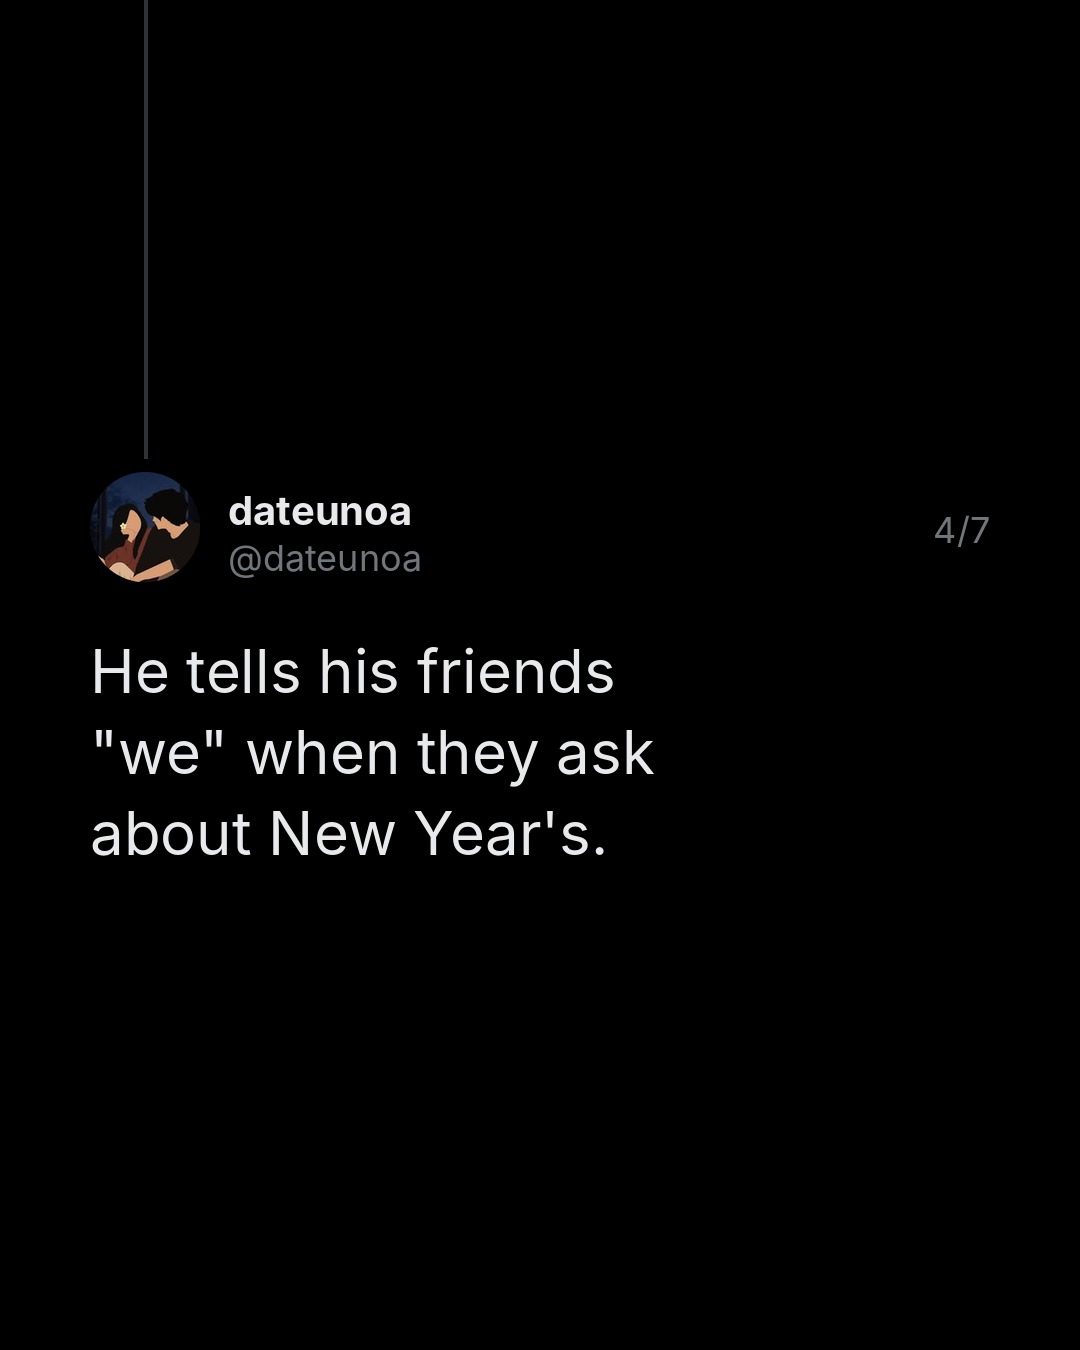 dateunoa
@dateunoa
4/7
He tells his friends
"we" when they ask
about New Year's.